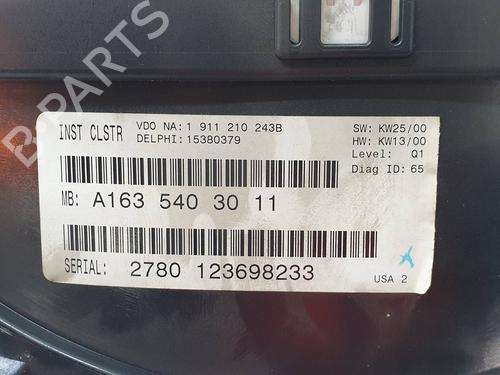 B-PARTS
INST CLSTR
VDO NA: 1 911 210 243B
DELPHI: 15380379
SW: KW25/00
HW: KW13/00
Level: Q1
Diag ID: 65
MB: A163 540 30 11
SERIAL: 2780 123698233
USA 2